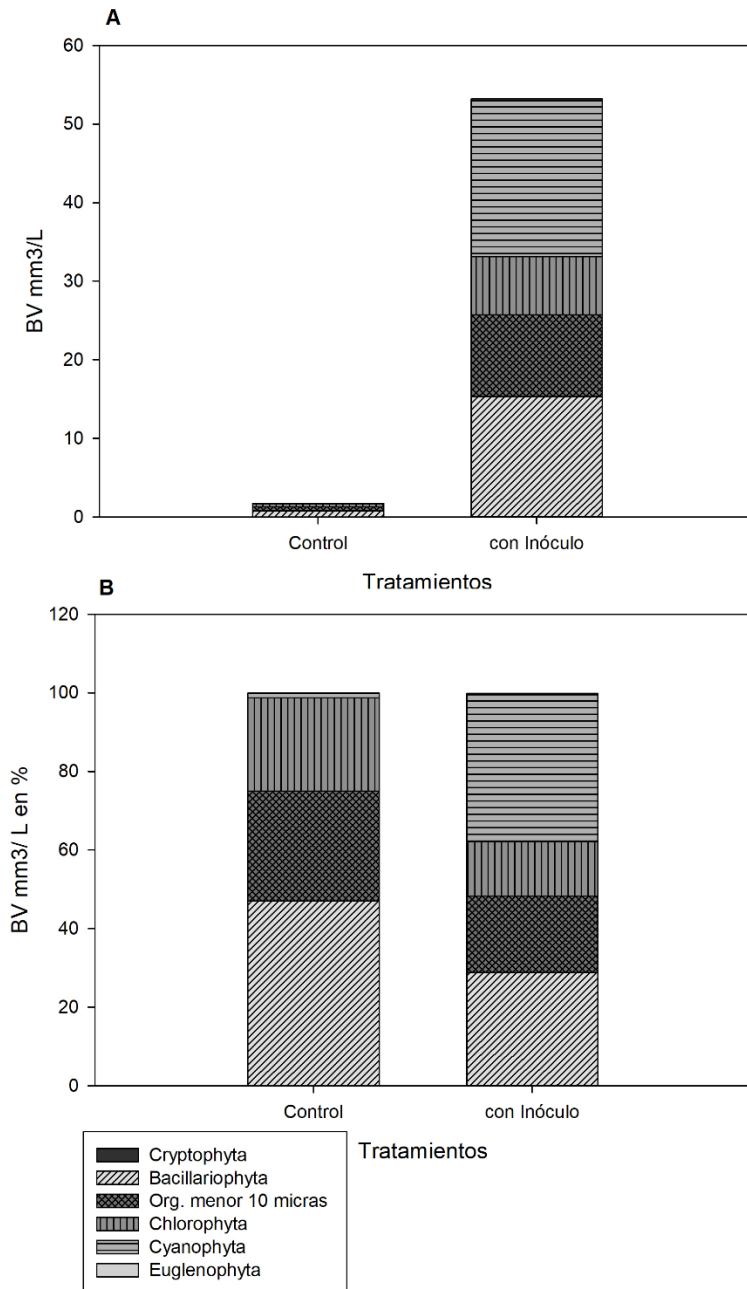 A
60
50
40
30
20
10
0
BV mm3/L
Control
con Inóculo
Tratamientos
B
120
100
80
60
40
20
0
BV mm3/ L en %
Control
con Inóculo
Tratamientos
Cryptophyta
Bacillariophyta
Org. menor 10 micras
Chlorophyta
Cyanophyta
Euglenophyta